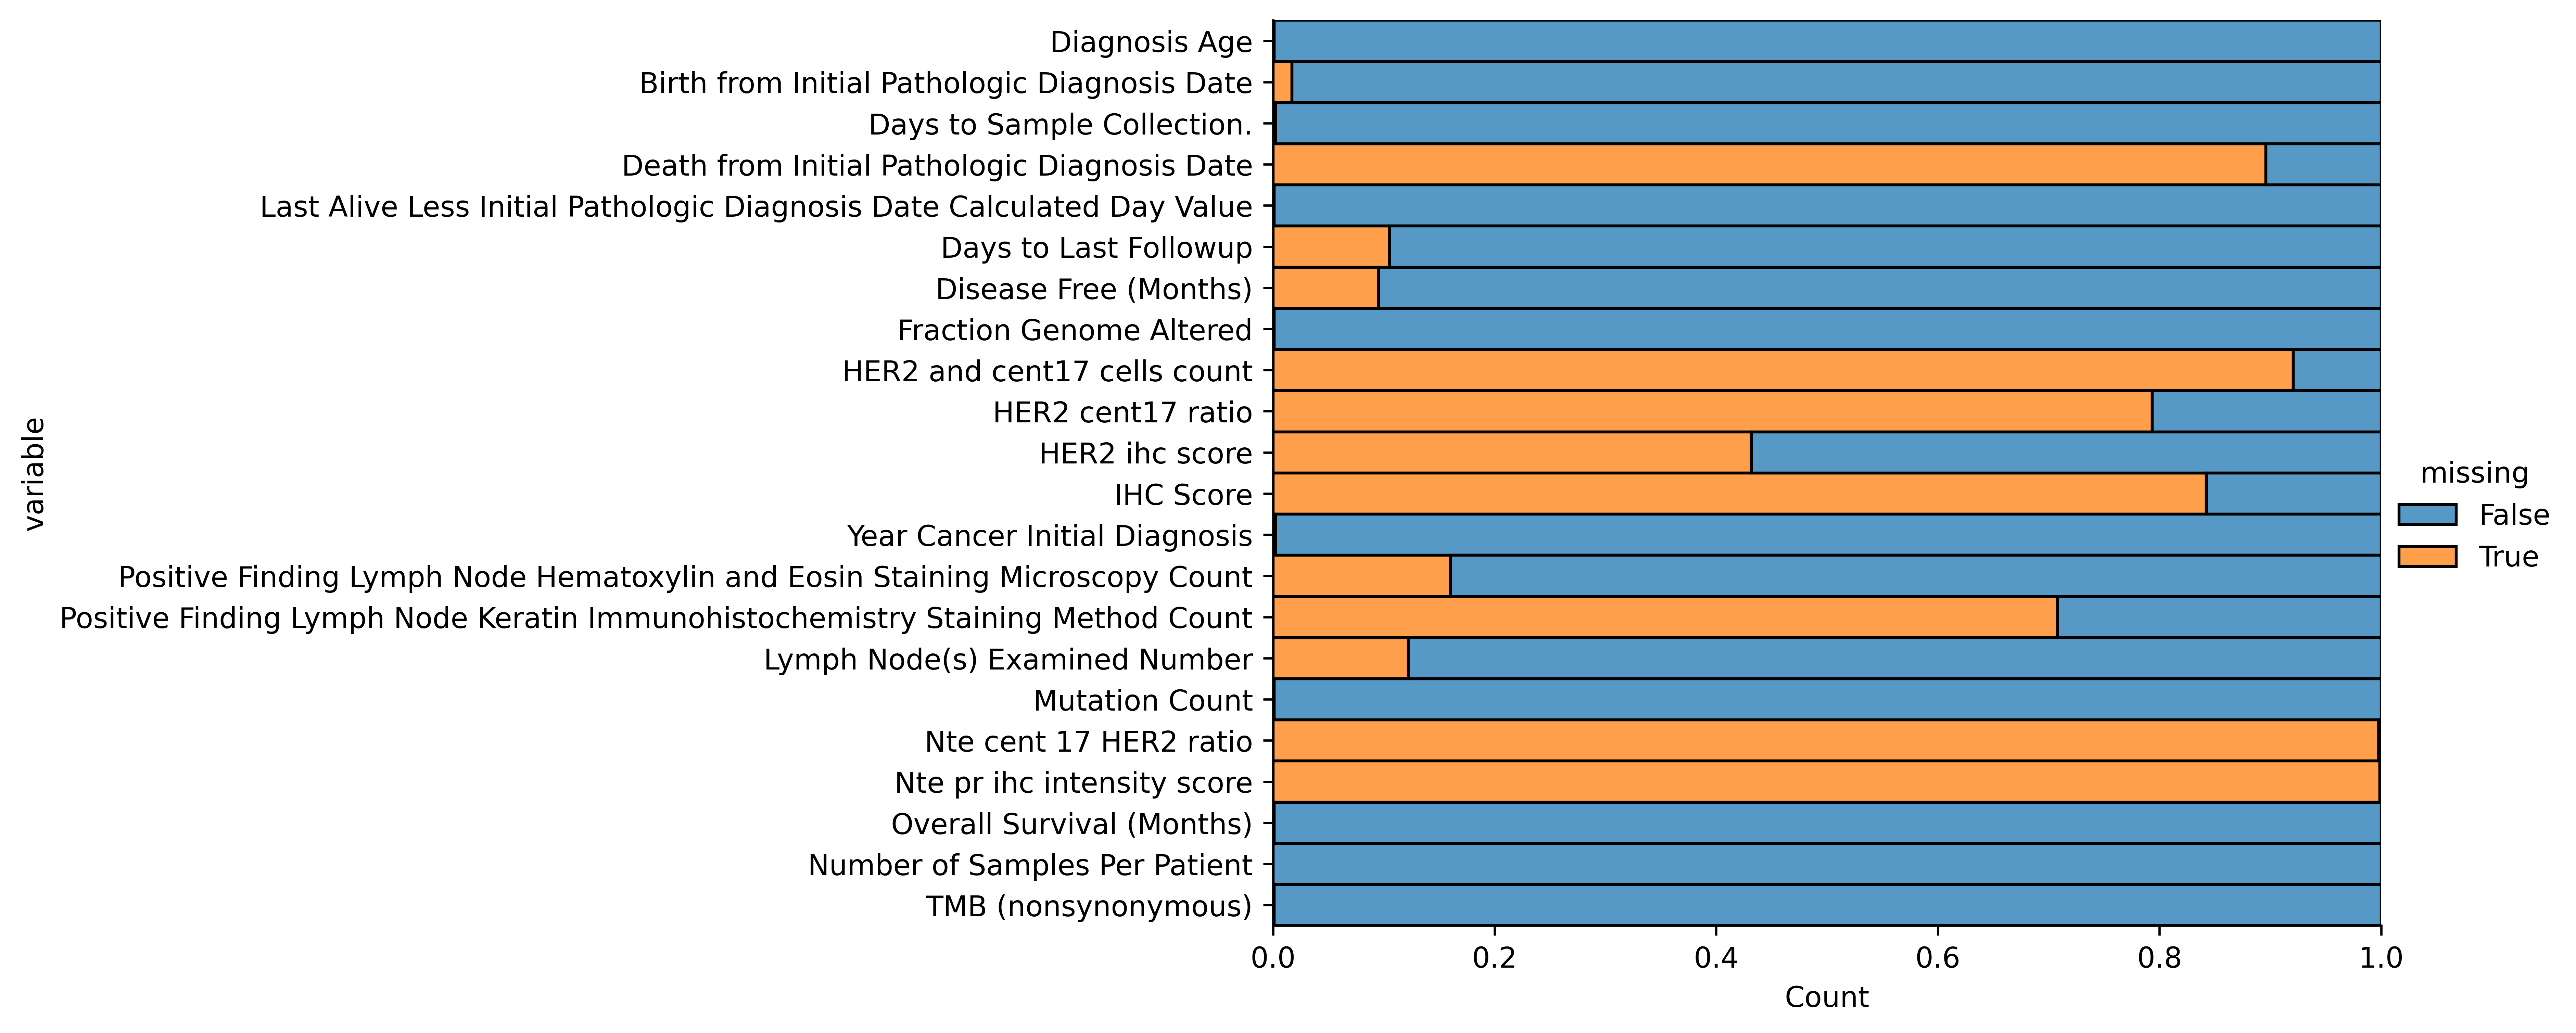 Diagnosis Age
Birth from Initial Pathologic Diagnosis Date
Days to Sample Collection.
Death from Initial Pathologic Diagnosis Date
Last Alive Less Initial Pathologic Diagnosis Date Calculated Day Value
Days to Last Followup
Disease Free (Months)
Fraction Genome Altered
HER2 and cent17 cells count
HER2 cent17 ratio
HER2 ihc score
IHC Score
Year Cancer Initial Diagnosis
Positive Finding Lymph Node Hematoxylin and Eosin Staining Microscopy Count
Positive Finding Lymph Node Keratin Immunohistochemistry Staining Method Count
Lymph Node(s) Examined Number
Mutation Count
Nte cent 17 HER2 ratio
Nte pr ihc intensity score
Overall Survival (Months)
Number of Samples Per Patient
TMB (nonsynonymous)
variable
0.0 0.2 0.4 0.6 0.8 1.0
Count
missing
False
True